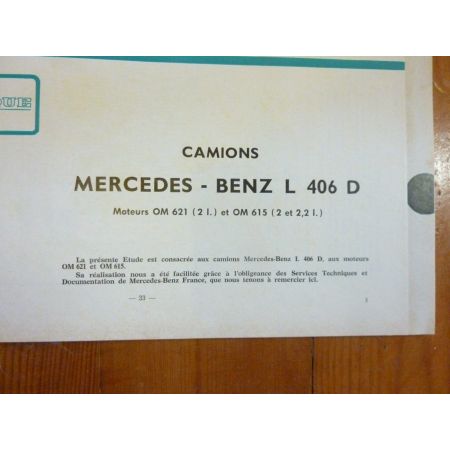 CAMIONS
MERCEDES - BENZ L 406 D
Moteurs OM 621 (2 l.) et OM 615 (2 et 2,2 l.)
La présente Etude est consacrée aux camions Mercedes-Benz L 406 D, aux moteurs
OM 621 et OM 615.
Sa réalisation nous a été facilitée grâce à l'obligeance des Services Techniques et
Documentation de Mercedes-Benz France, que nous tenons à remercier ici.
— 33 — 1